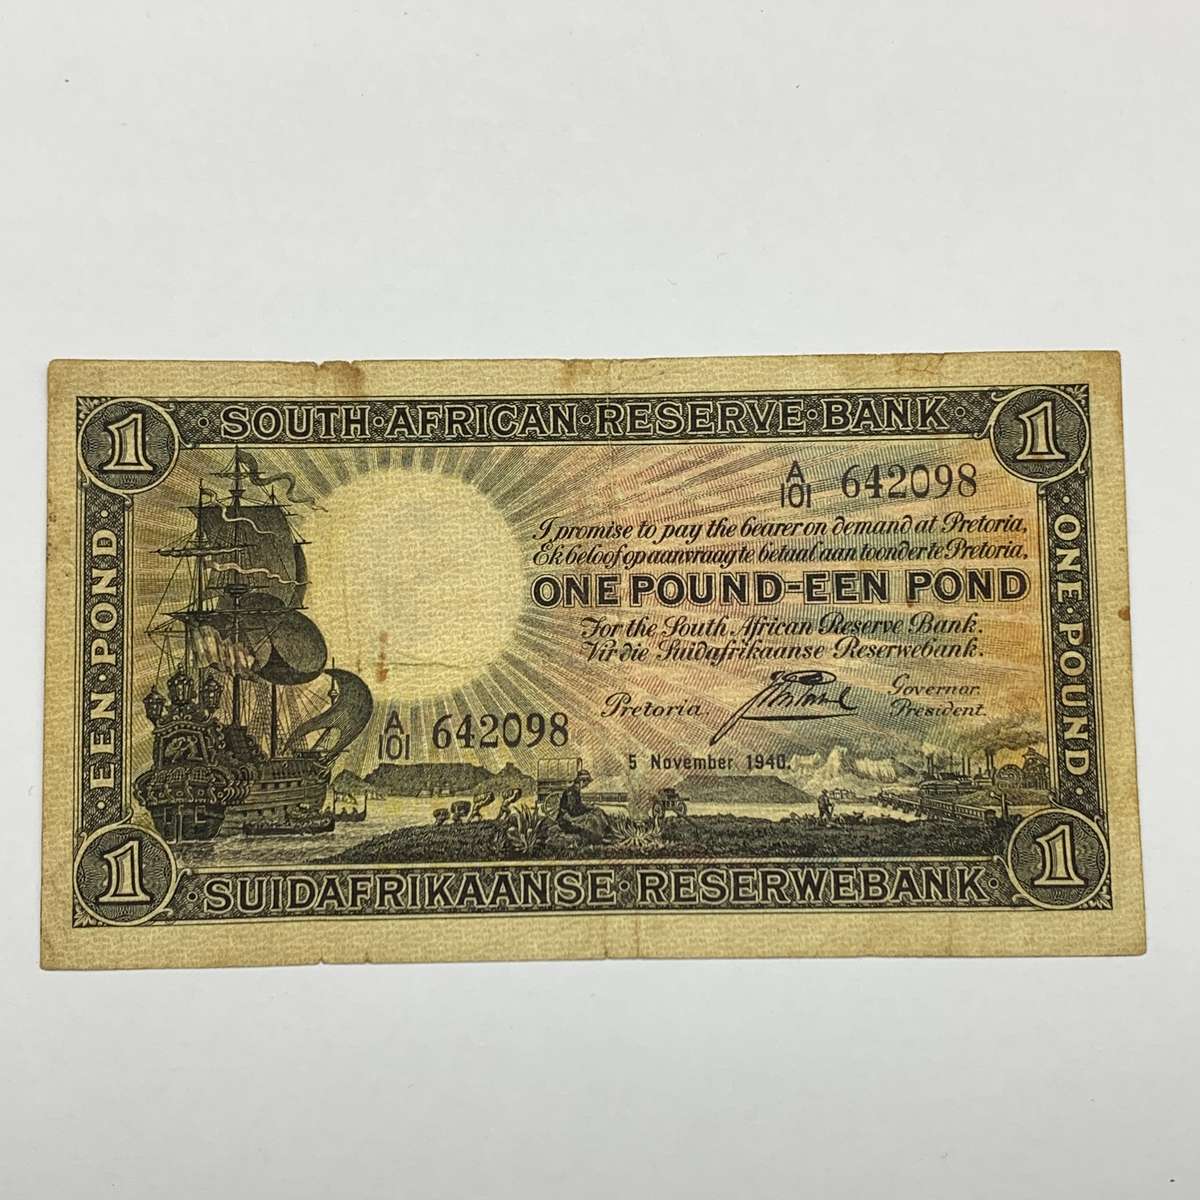 1 · SOUTH · AFRICAN · RESERVE · BANK · 1
A/101 642098
I promise to pay the bearer on demand at Pretoria,
Ek beloof op aanvraag te betaal aan toonder te Pretoria,
ONE POUND-EEN POND
For the South African Reserve Bank.
Vir die Suidafrikaanse Reserwebank.
Pretoria.
Governor.
President.
A/101 642098
5 November 1940.
· EEN · POND ·
· ONE · POUND ·
1 · SUIDAFRIKAANSE · RESERWEBANK · 1